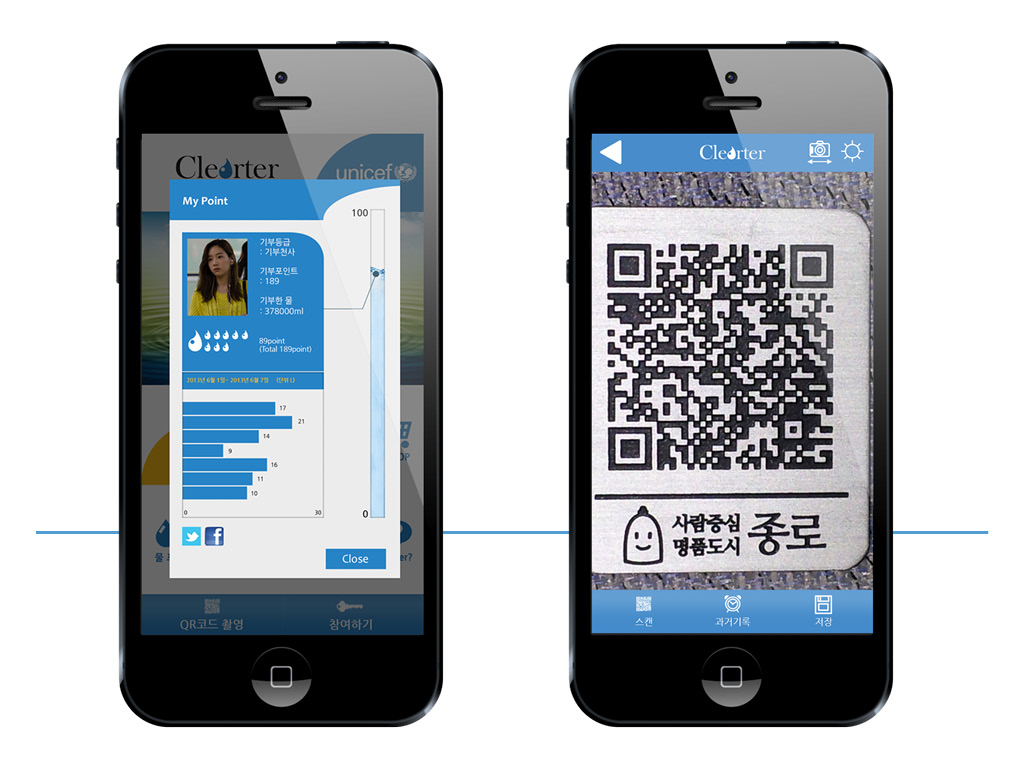 Clearter
unicef
My Point
100
기부등급
: 기부천사
기부포인트
: 189
기부한 물
: 378000ml
89point
(Total 189point)
2013년 6월 1일~ 2013년 6월 7일 (단위 L)
17
21
14
9
16
11
10
0
30
0
Close
물
er?
QR코드 촬영
참여하기
Clearter
사람중심
명품도시
종로
스캔
과거기록
저장